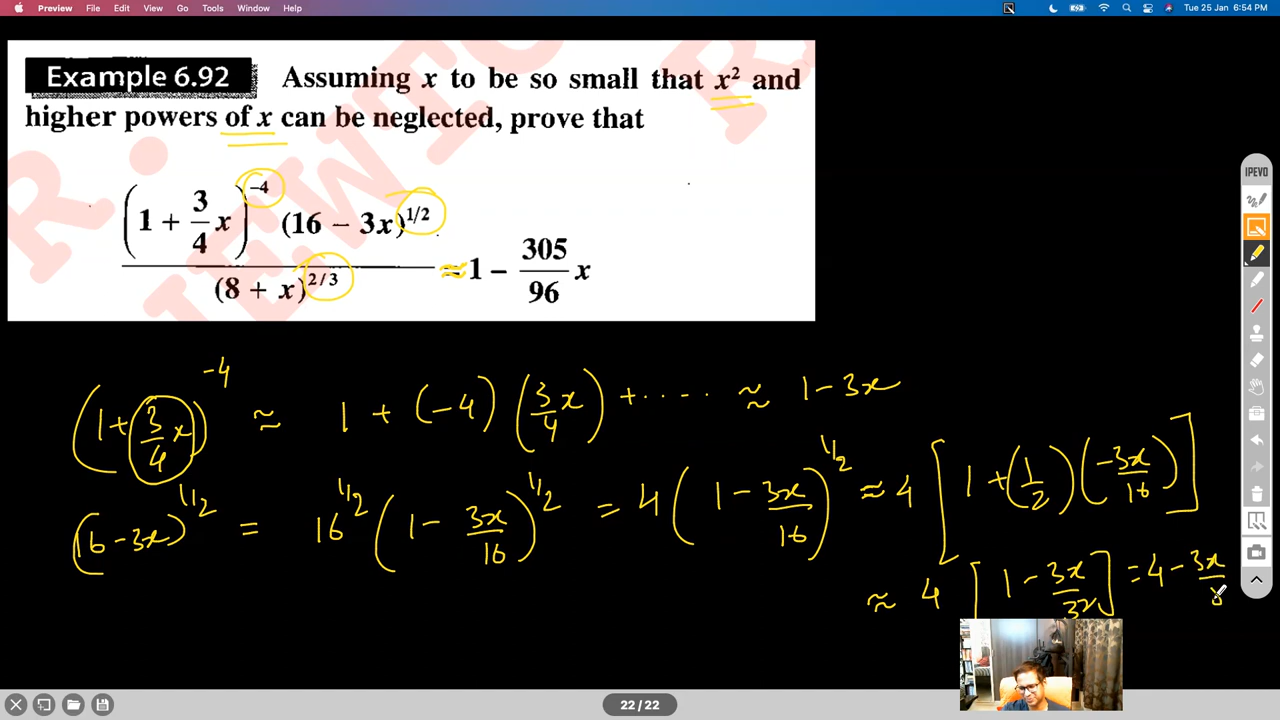 Preview File Edit View Go Tools Window Help Tue 25 Jan 6:54 PM
Example 6.92 Assuming x to be so small that x² and
higher powers of x can be neglected, prove that
(1 + 3/4 x)⁻⁴ (16 − 3x)^1/2
(8 + x)^2/3
≈ 1 − 305/96 x
(1 + 3/4 x)⁻⁴ ≈ 1 + (−4) (3/4 x) + ···· ≈ 1 − 3x
(16 − 3x)^1/2 = 16^1/2 (1 − 3x/16)^1/2 = 4 (1 − 3x/16)^1/2 ≈ 4 [1 + (1/2) (−3x/16)]
≈ 4 [1 − 3x/32] = 4 − 3x/8
IPEVO
22 / 22